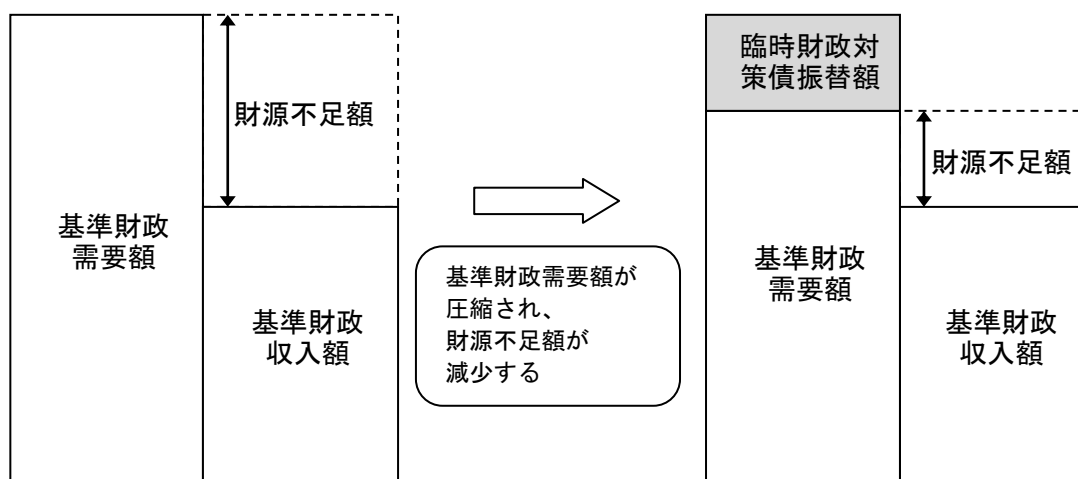 財源不足額
基準財政
需要額
基準財政
収入額
基準財政需要額が
圧縮され、
財源不足額が
減少する
臨時財政対
策債振替額
財源不足額
基準財政
需要額
基準財政
収入額